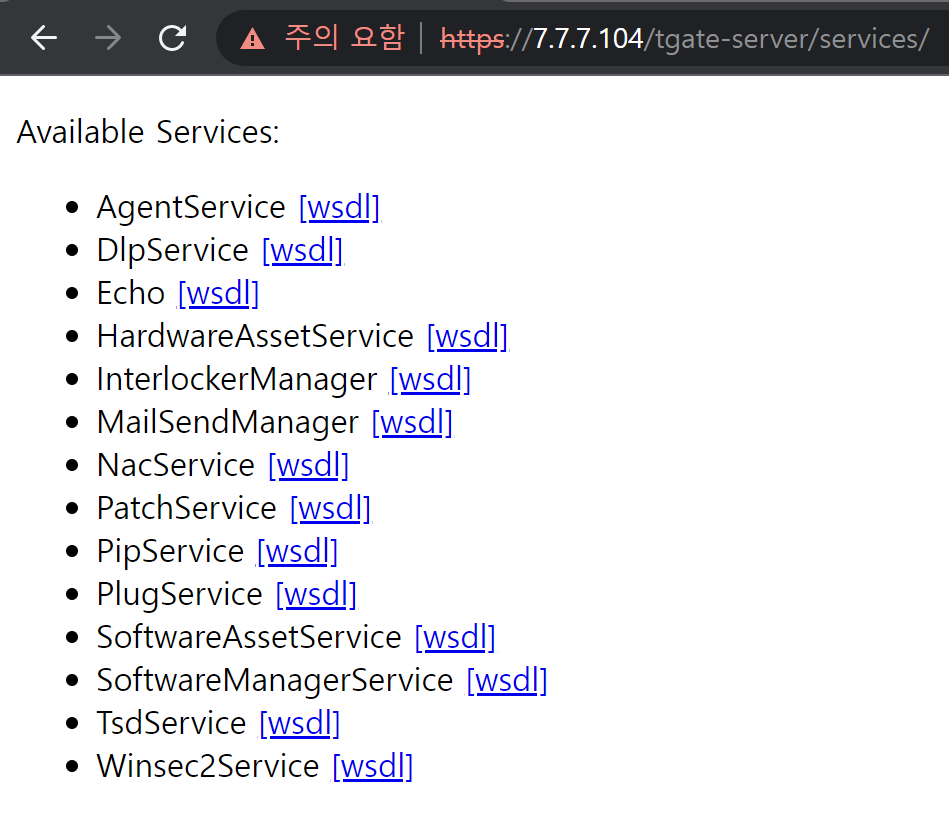 주의 요함 | https://7.7.7.104/tgate-server/services/
Available Services:
AgentService [wsdl]
DlpService [wsdl]
Echo [wsdl]
HardwareAssetService [wsdl]
InterlockerManager [wsdl]
MailSendManager [wsdl]
NacService [wsdl]
PatchService [wsdl]
PipService [wsdl]
PlugService [wsdl]
SoftwareAssetService [wsdl]
SoftwareManagerService [wsdl]
TsdService [wsdl]
Winsec2Service [wsdl]